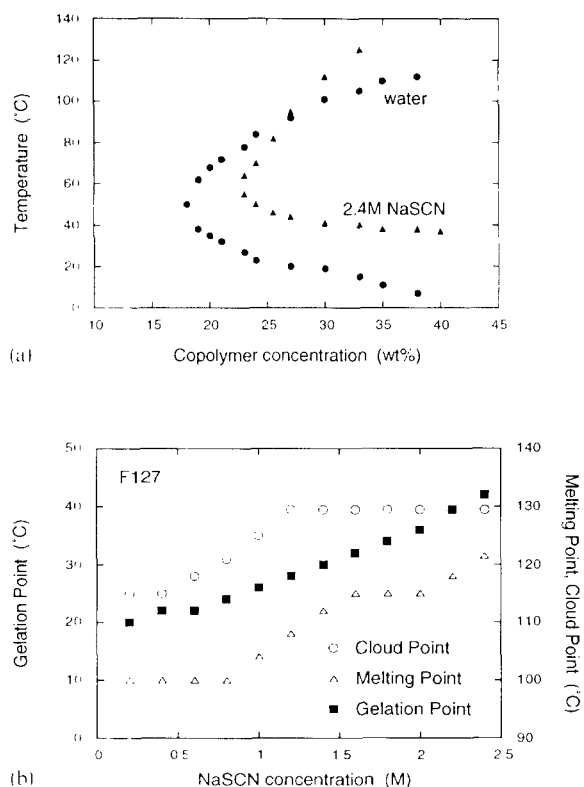 140
120
100
80
60
40
20
0
Temperature (°C)
water
2.4M NaSCN
10 15 20 25 30 35 40 45
(a) Copolymer concentration (wt%)
50
40
30
20
10
0
Gelation Point (°C)
F127
140
130
120
110
100
90
Melting Point, Cloud Point (°C)
○ Cloud Point
△ Melting Point
■ Gelation Point
0 0.5 1 1.5 2 2.5
(b) NaSCN concentration (M)